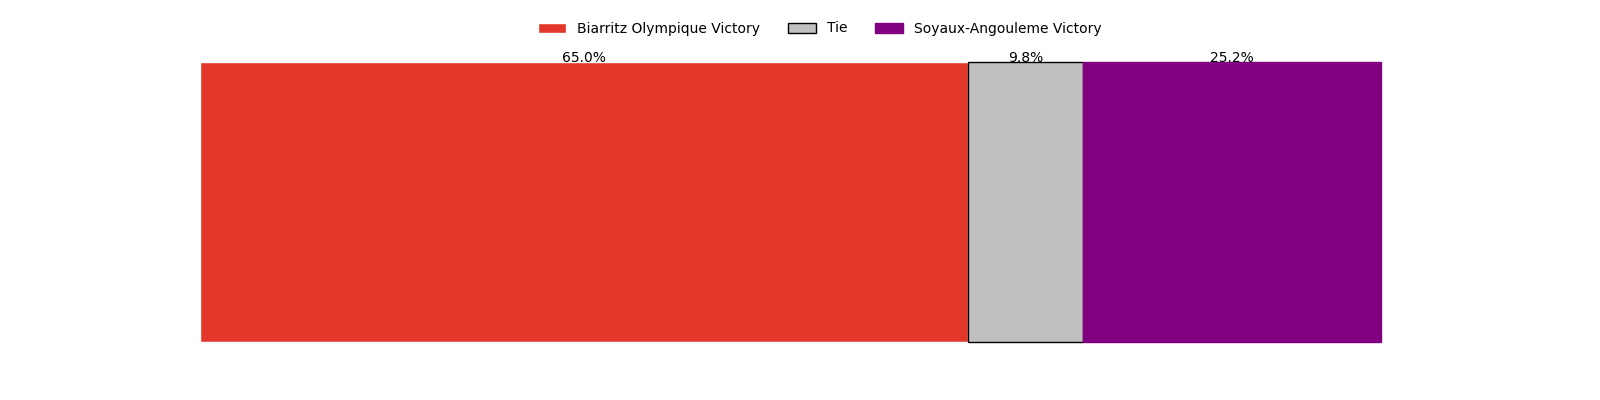 Biarritz Olympique Victory Tie Soyaux-Angouleme Victory
65.0% 9.8% 25.2%